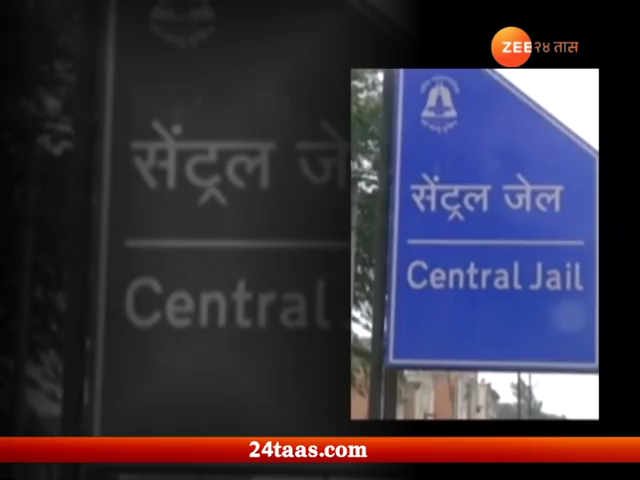 ZEE २४ तास
सेंट्रल जे
Central
सेंट्रल जेल
Central Jail
24taas.com